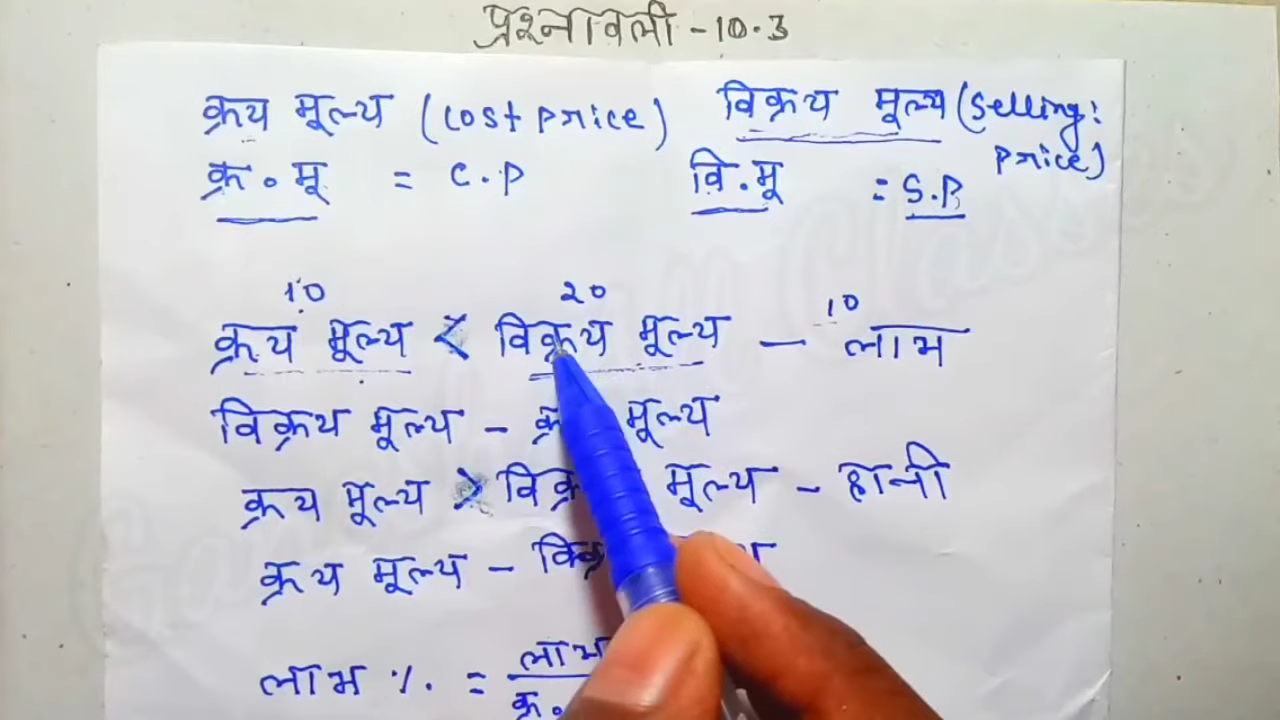 प्रश्नावली - 10.3
क्रय मूल्य (Cost Price) विक्रय मूल्य (Selling:
Price)
क्र.मू = C.P वि.मू = S.P
10 20 10
क्रय मूल्य < विक्रय मूल्य - लाभ
विक्रय मूल्य - मूल्य
क्रय मूल्य > मूल्य - हानी
क्रय मूल्य -
लाभ %. = लाभ
क्र.